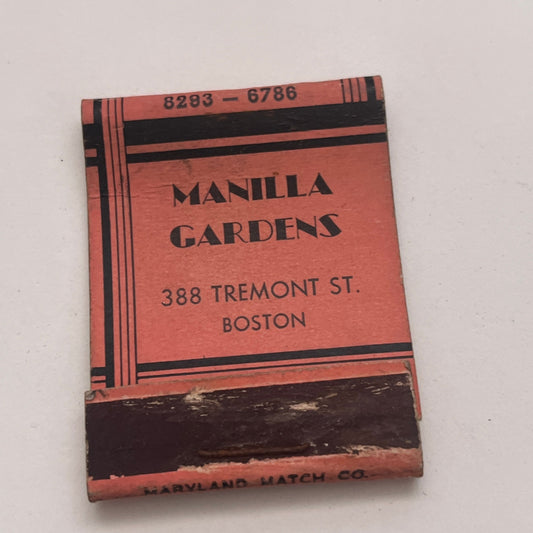 8293 — 6786
MANILLA
GARDENS
388 TREMONT ST.
BOSTON
MARYLAND MATCH CO.